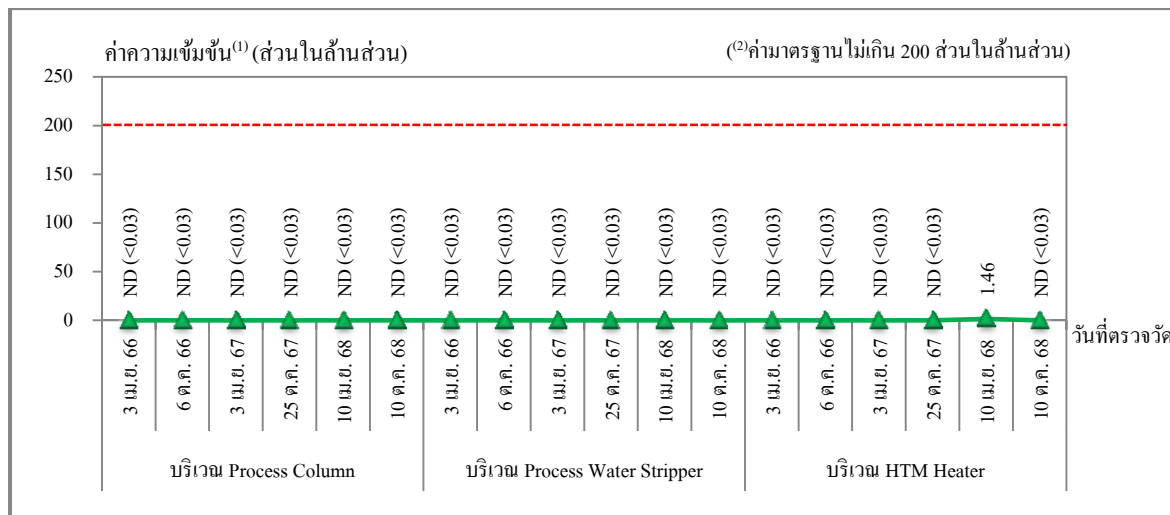 ค่าความเข้มข้น⁽¹⁾ (ส่วนในล้านส่วน) (⁽²⁾ค่ามาตรฐานไม่เกิน 200 ส่วนในล้านส่วน)
250
200
150
100
50
0
ND (<0.03) ND (<0.03) ND (<0.03) ND (<0.03) ND (<0.03) ND (<0.03) ND (<0.03) ND (<0.03) ND (<0.03) ND (<0.03) ND (<0.03) ND (<0.03) ND (<0.03) ND (<0.03) ND (<0.03) ND (<0.03) 1.46 ND (<0.03)
วันที่ตรวจวัด
3 เม.ย. 66 6 ต.ค. 66 3 เม.ย. 67 25 ต.ค. 67 10 เม.ย. 68 10 ต.ค. 68 3 เม.ย. 66 6 ต.ค. 66 3 เม.ย. 67 25 ต.ค. 67 10 เม.ย. 68 10 ต.ค. 68 3 เม.ย. 66 6 ต.ค. 66 3 เม.ย. 67 25 ต.ค. 67 10 เม.ย. 68 10 ต.ค. 68
บริเวณ Process Column บริเวณ Process Water Stripper บริเวณ HTM Heater